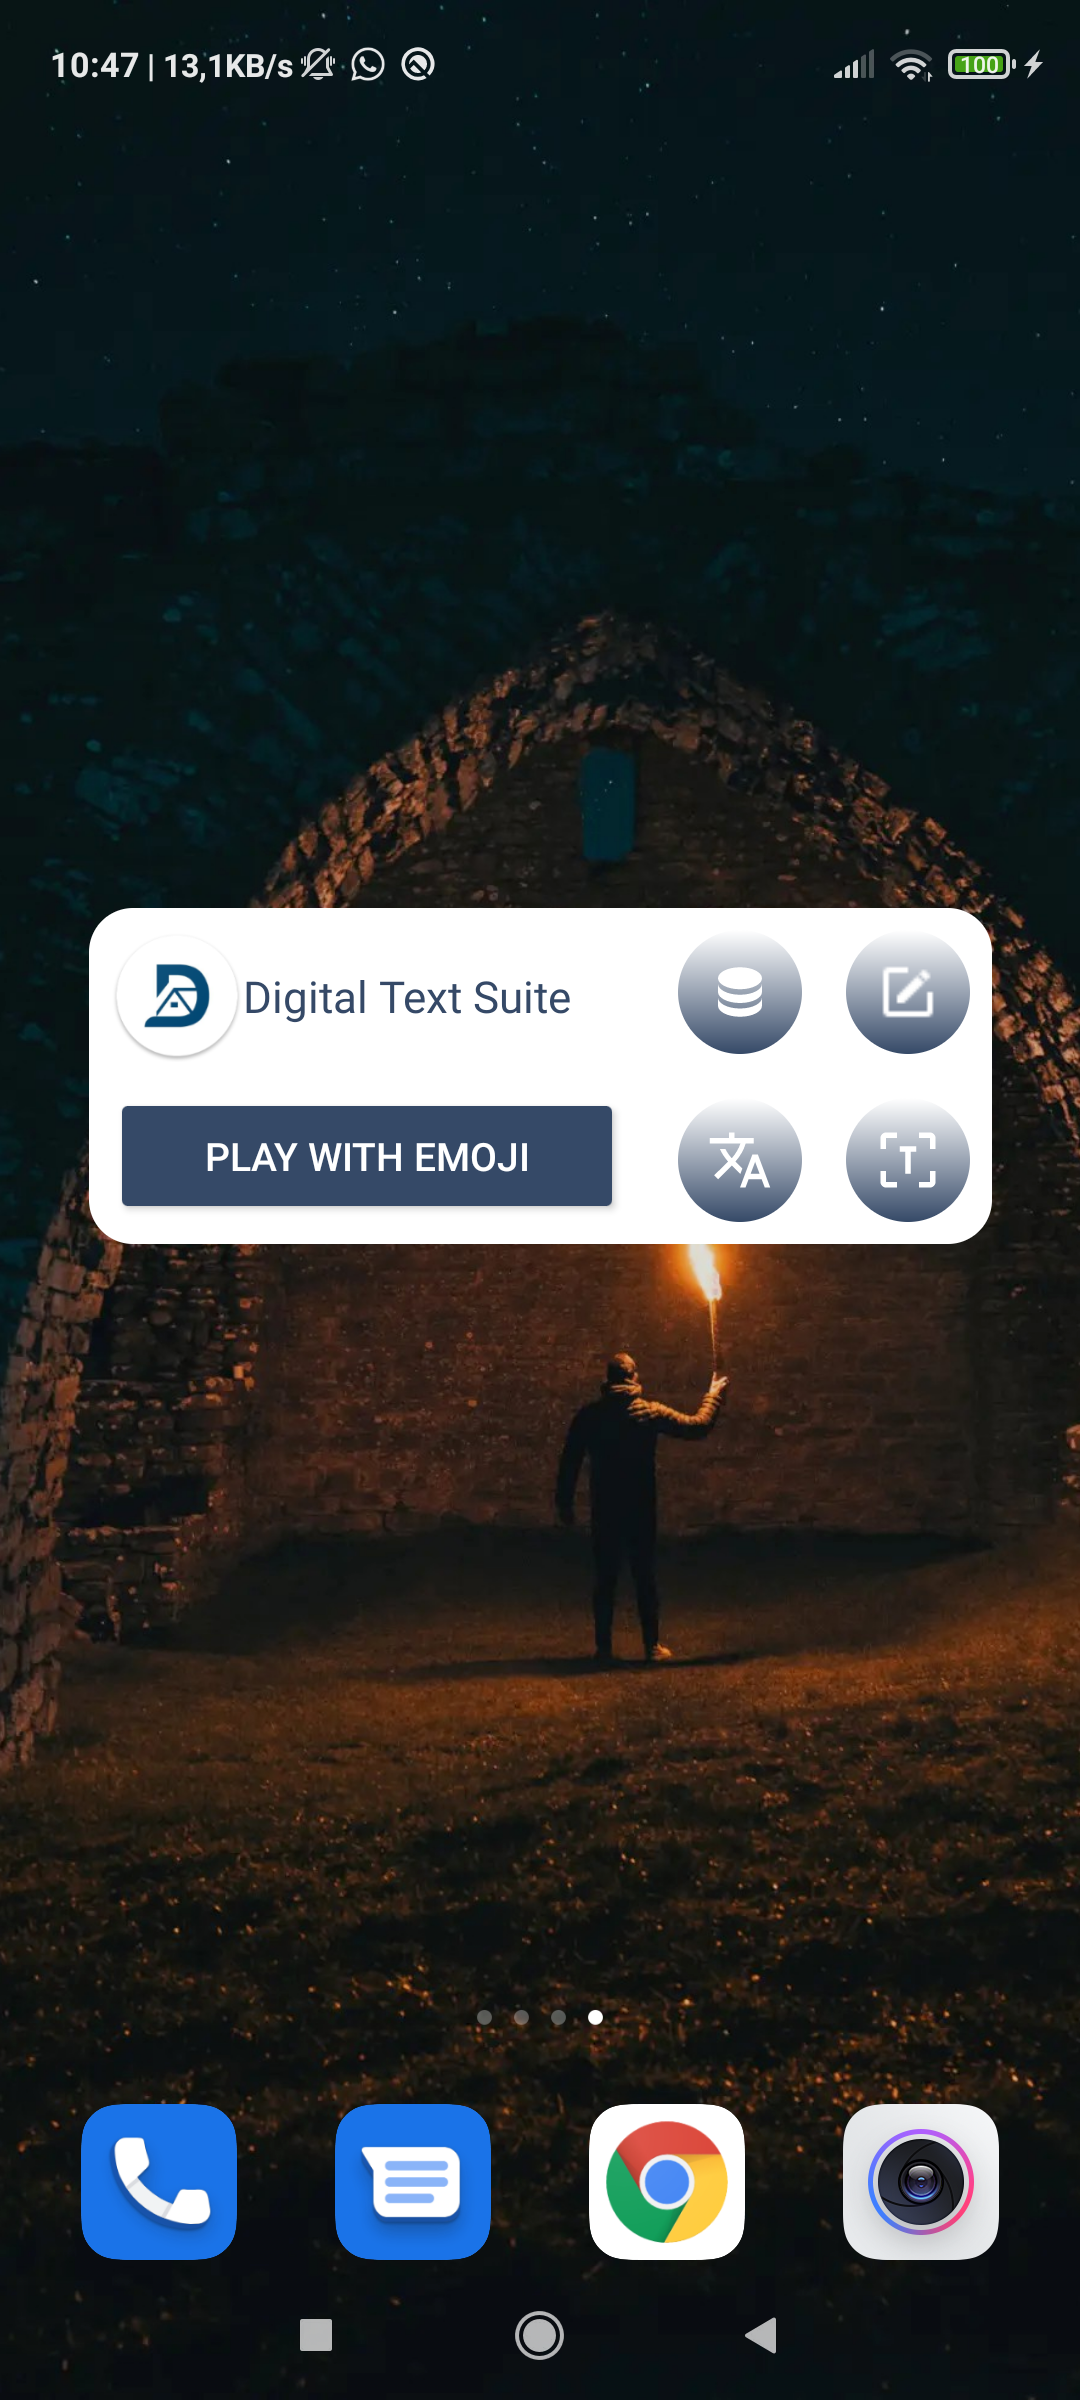 10:47 | 13,1KB/s
100
Digital Text Suite
PLAY WITH EMOJI